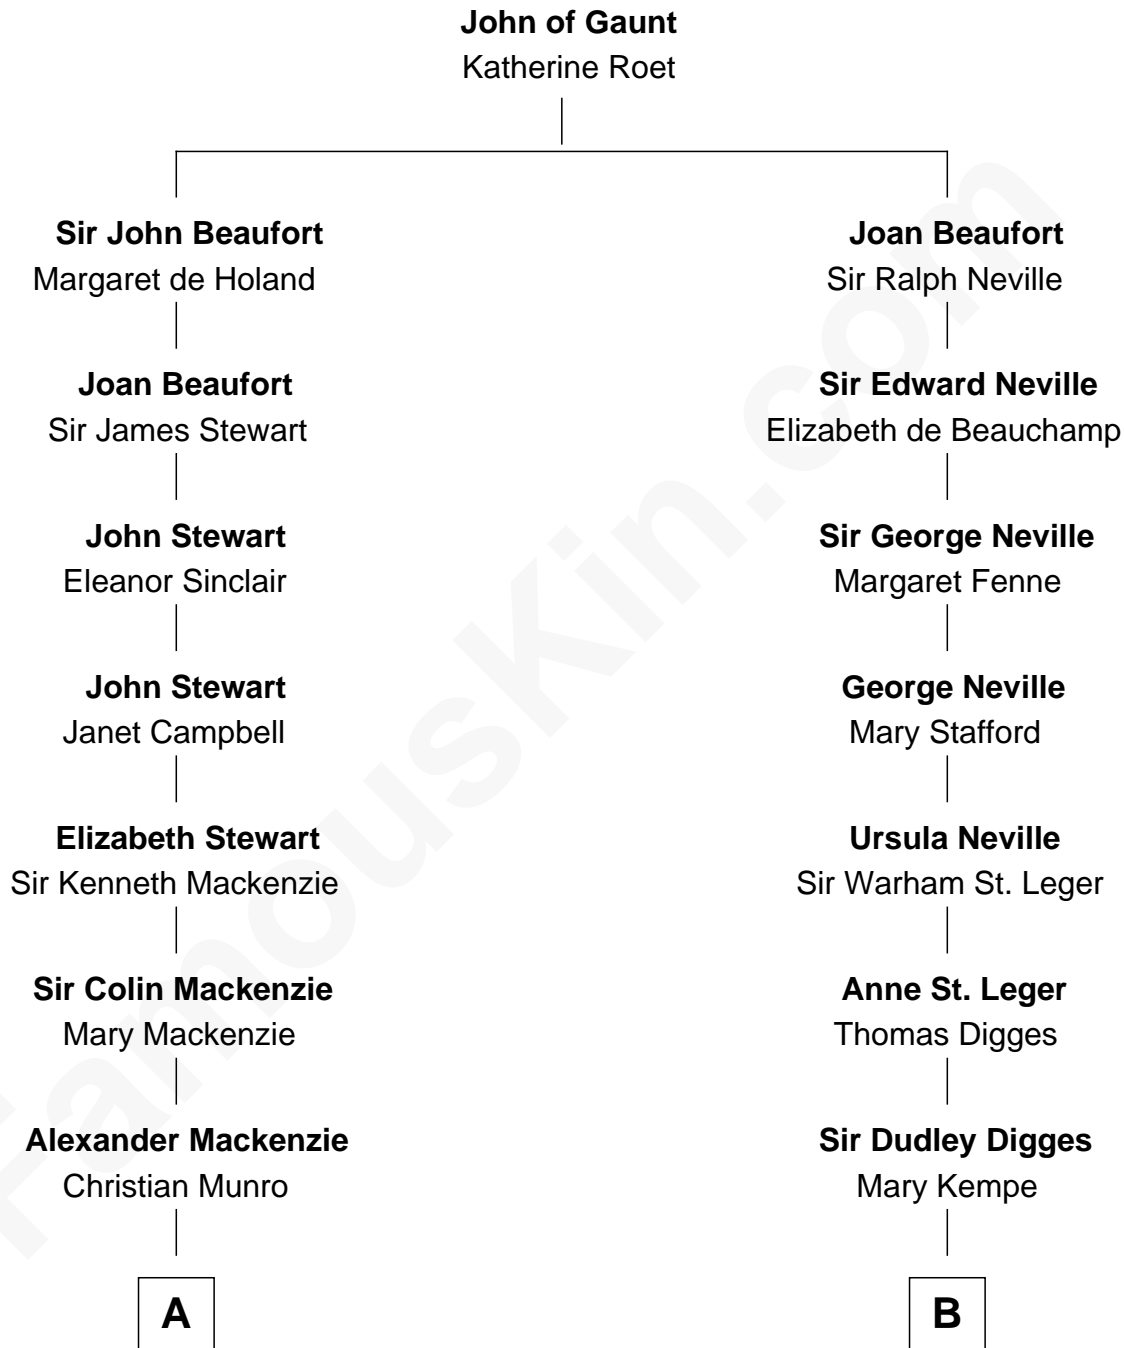 John of Gaunt
Katherine Roet
Sir John Beaufort
Margaret de Holand
Joan Beaufort
Sir James Stewart
John Stewart
Eleanor Sinclair
John Stewart
Janet Campbell
Elizabeth Stewart
Sir Kenneth Mackenzie
Sir Colin Mackenzie
Mary Mackenzie
Alexander Mackenzie
Christian Munro
A
Joan Beaufort
Sir Ralph Neville
Sir Edward Neville
Elizabeth de Beauchamp
Sir George Neville
Margaret Fenne
George Neville
Mary Stafford
Ursula Neville
Sir Warham St. Leger
Anne St. Leger
Thomas Digges
Sir Dudley Digges
Mary Kempe
B
FamousKin.com